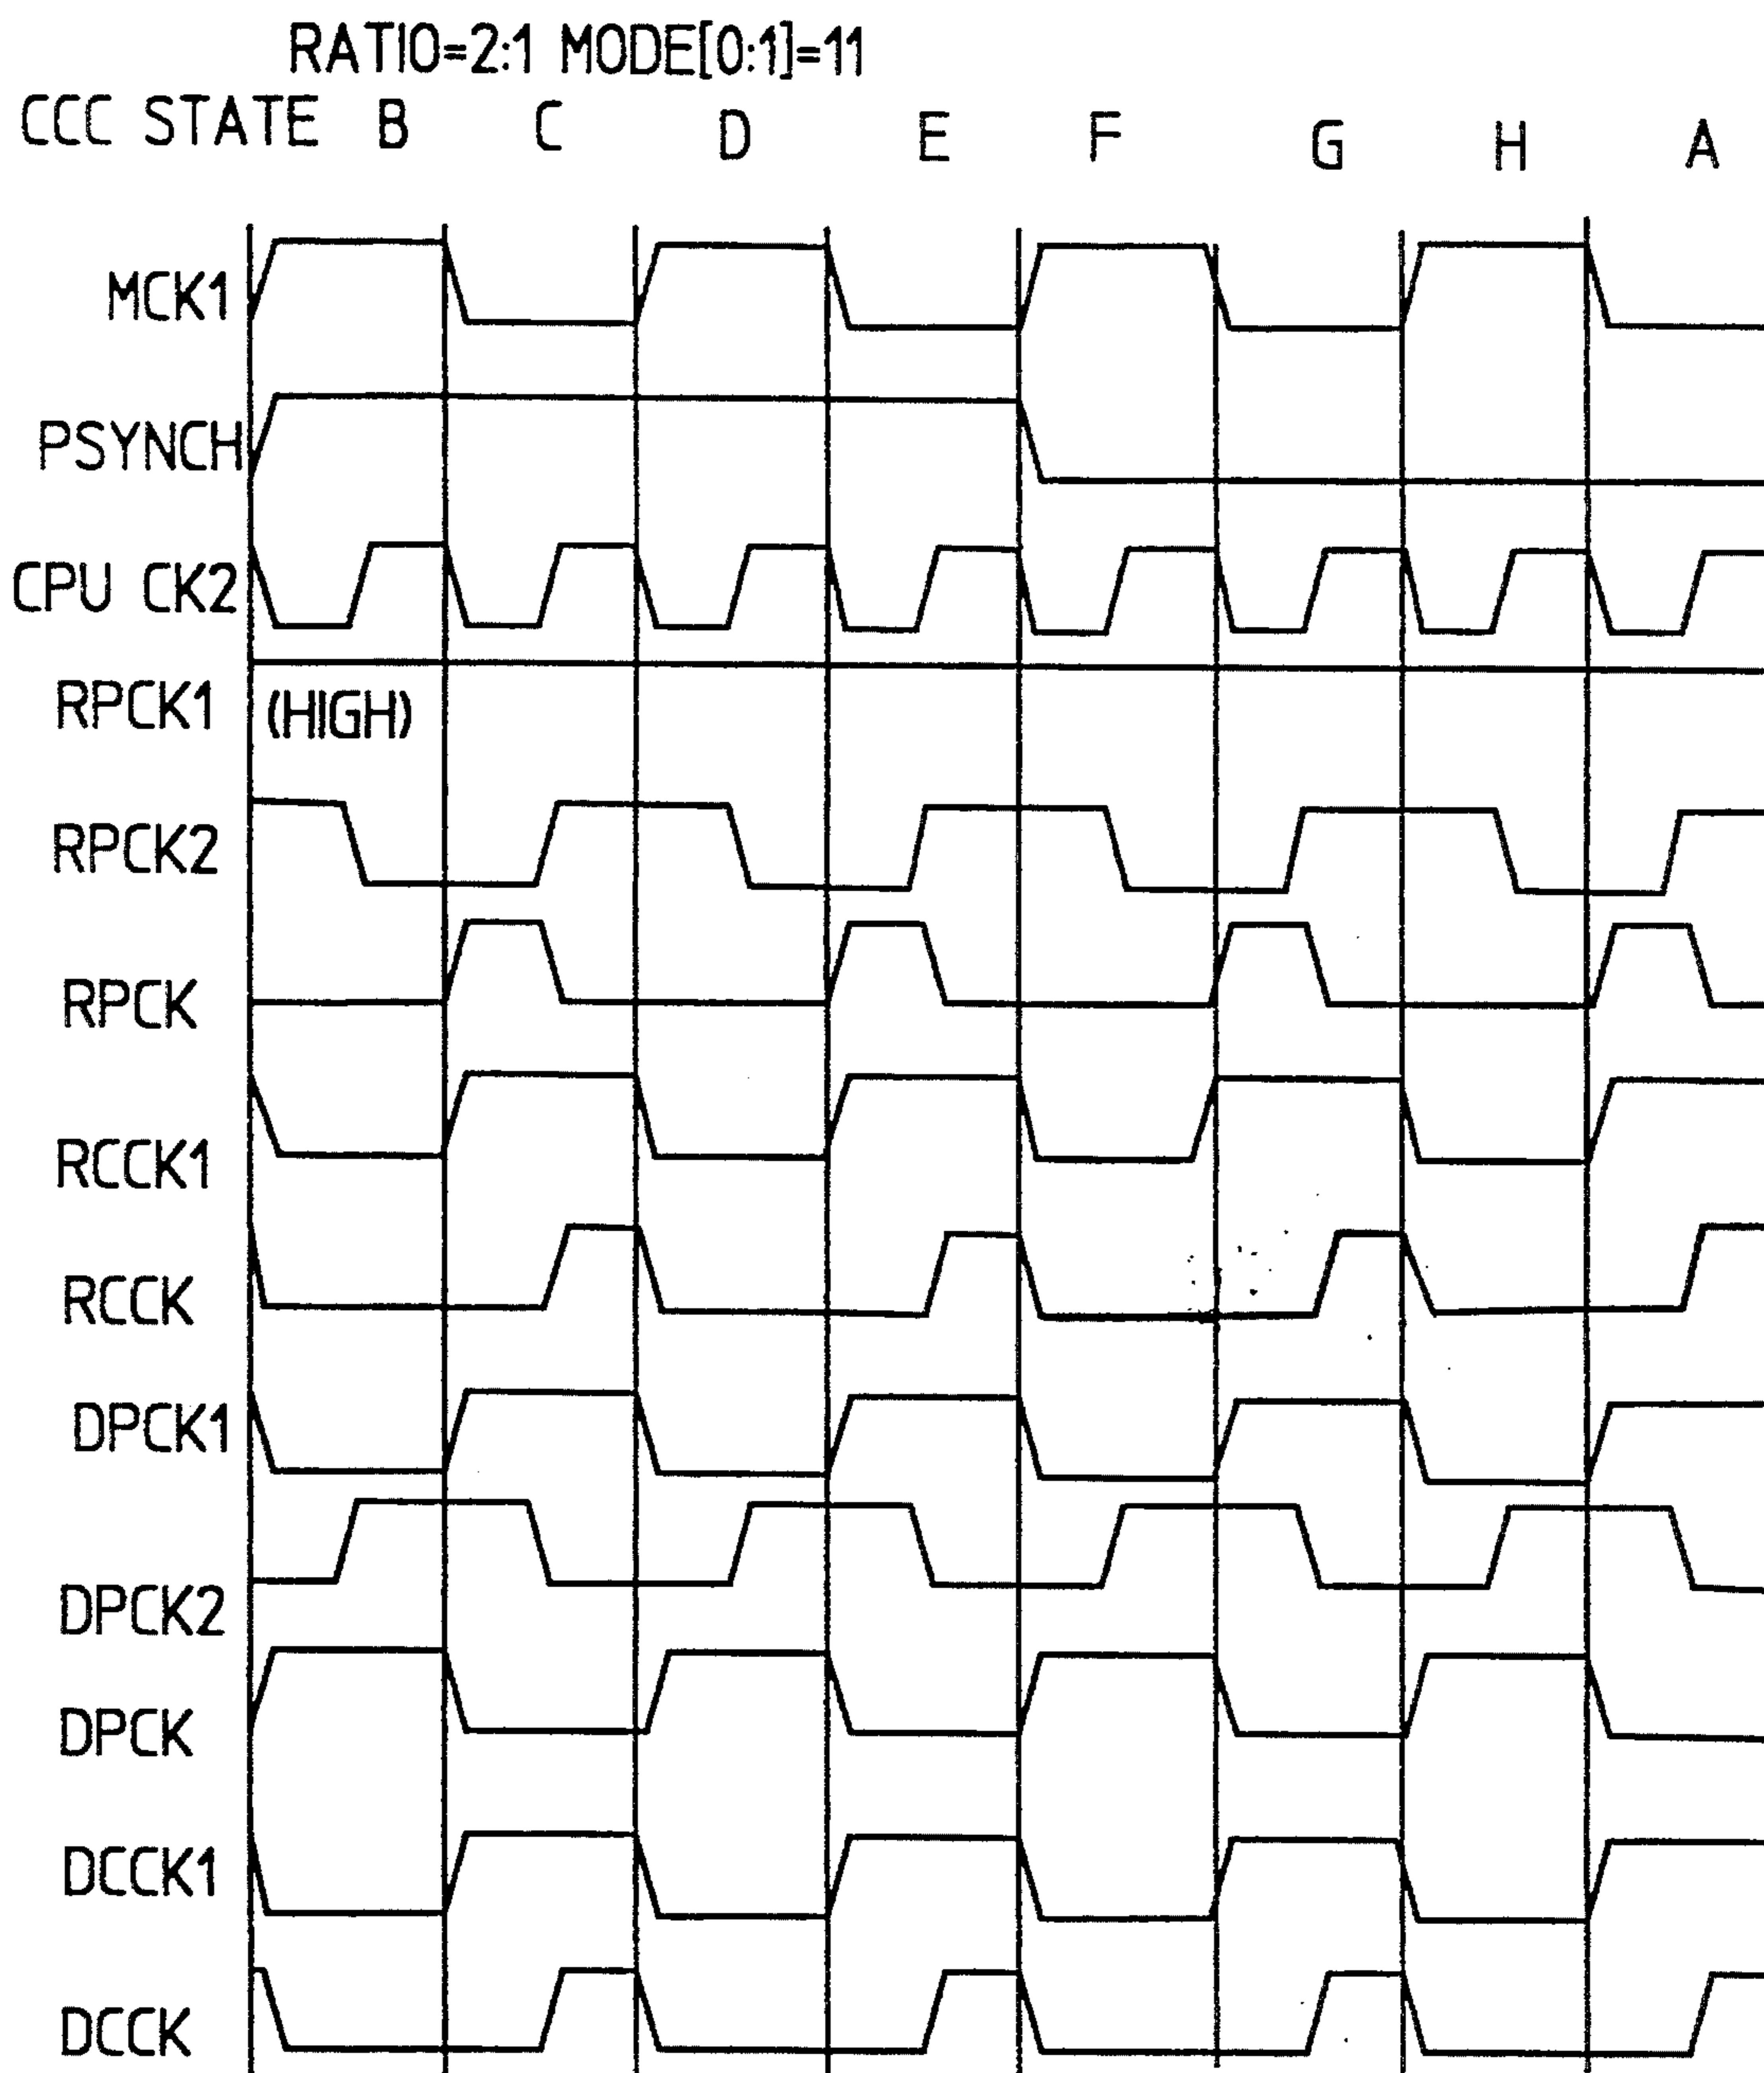 RATIO=2:1 MODE[0:1]=11
CCC STATE B C D E F G H A
MCK1
PSYNCH
CPU CK2
RPCK1 (HIGH)
RPCK2
RPCK
RCCK1
RCCK
DPCK1
DPCK2
DPCK
DCCK1
DCCK